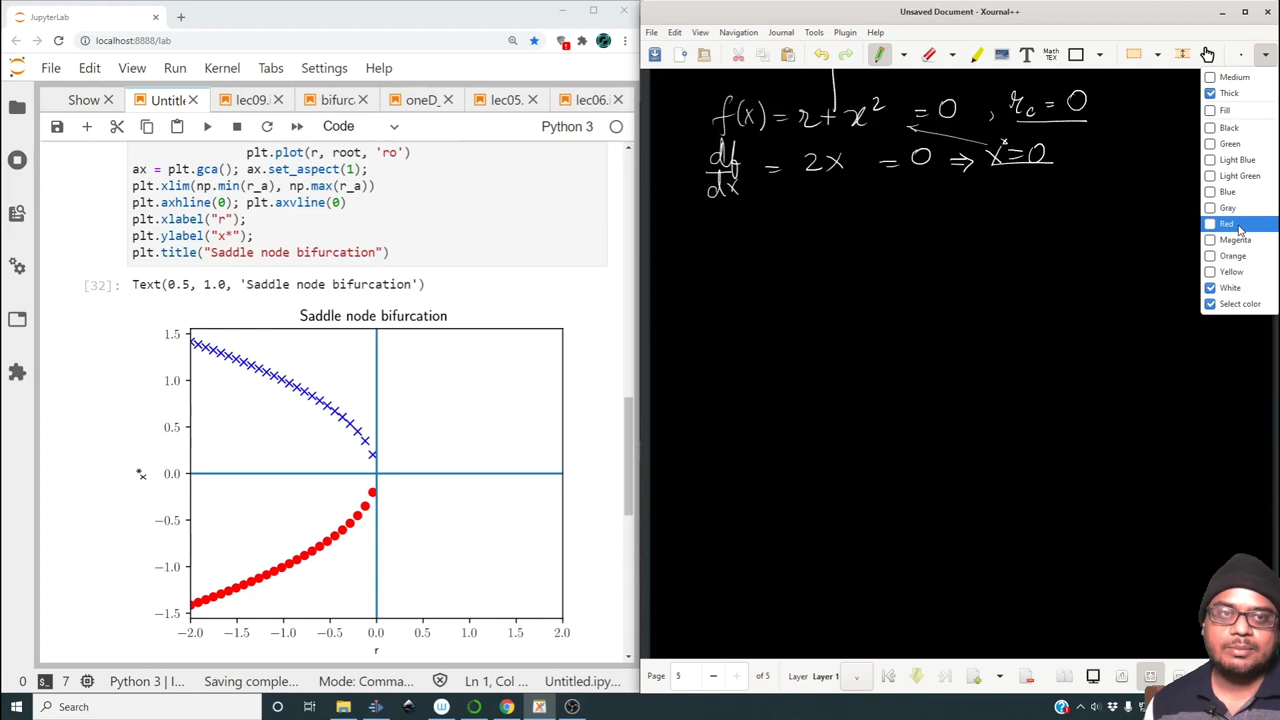 JupyterLab
Unsaved Document - Xournal++
localhost:8888/lab
File Edit View Navigation Journal Tools Plugin Help
File Edit View Run Kernel Tabs Settings Help
Show Untitle lec09. bifurc. oneD_ lec05. lec06.i
Code Python 3
plt.plot(r, root, 'ro')
ax = plt.gca(); ax.set_aspect(1);
plt.xlim(np.min(r_a), np.max(r_a))
plt.axhline(0); plt.axvline(0)
plt.xlabel("r");
plt.ylabel("x*");
plt.title("Saddle node bifurcation")
[32]: Text(0.5, 1.0, 'Saddle node bifurcation')
Saddle node bifurcation
1.5
1.0
0.5
0.0
−0.5
−1.0
−1.5
x*
−2.0 −1.5 −1.0 −0.5 0.0 0.5 1.0 1.5 2.0
r
f(x) = r + x² = 0 , r_c = 0
df/dx = 2x = 0 ⇒ x* = 0
Medium
Thick
Fill
Black
Green
Light Blue
Light Green
Blue
Gray
Red
Magenta
Orange
Yellow
White
Select color
7 Python 3 | I... Saving comple... Mode: Comma... Ln 1, Col ... Untitled.ipy...
Page 5 of 5 Layer Layer 1
Search